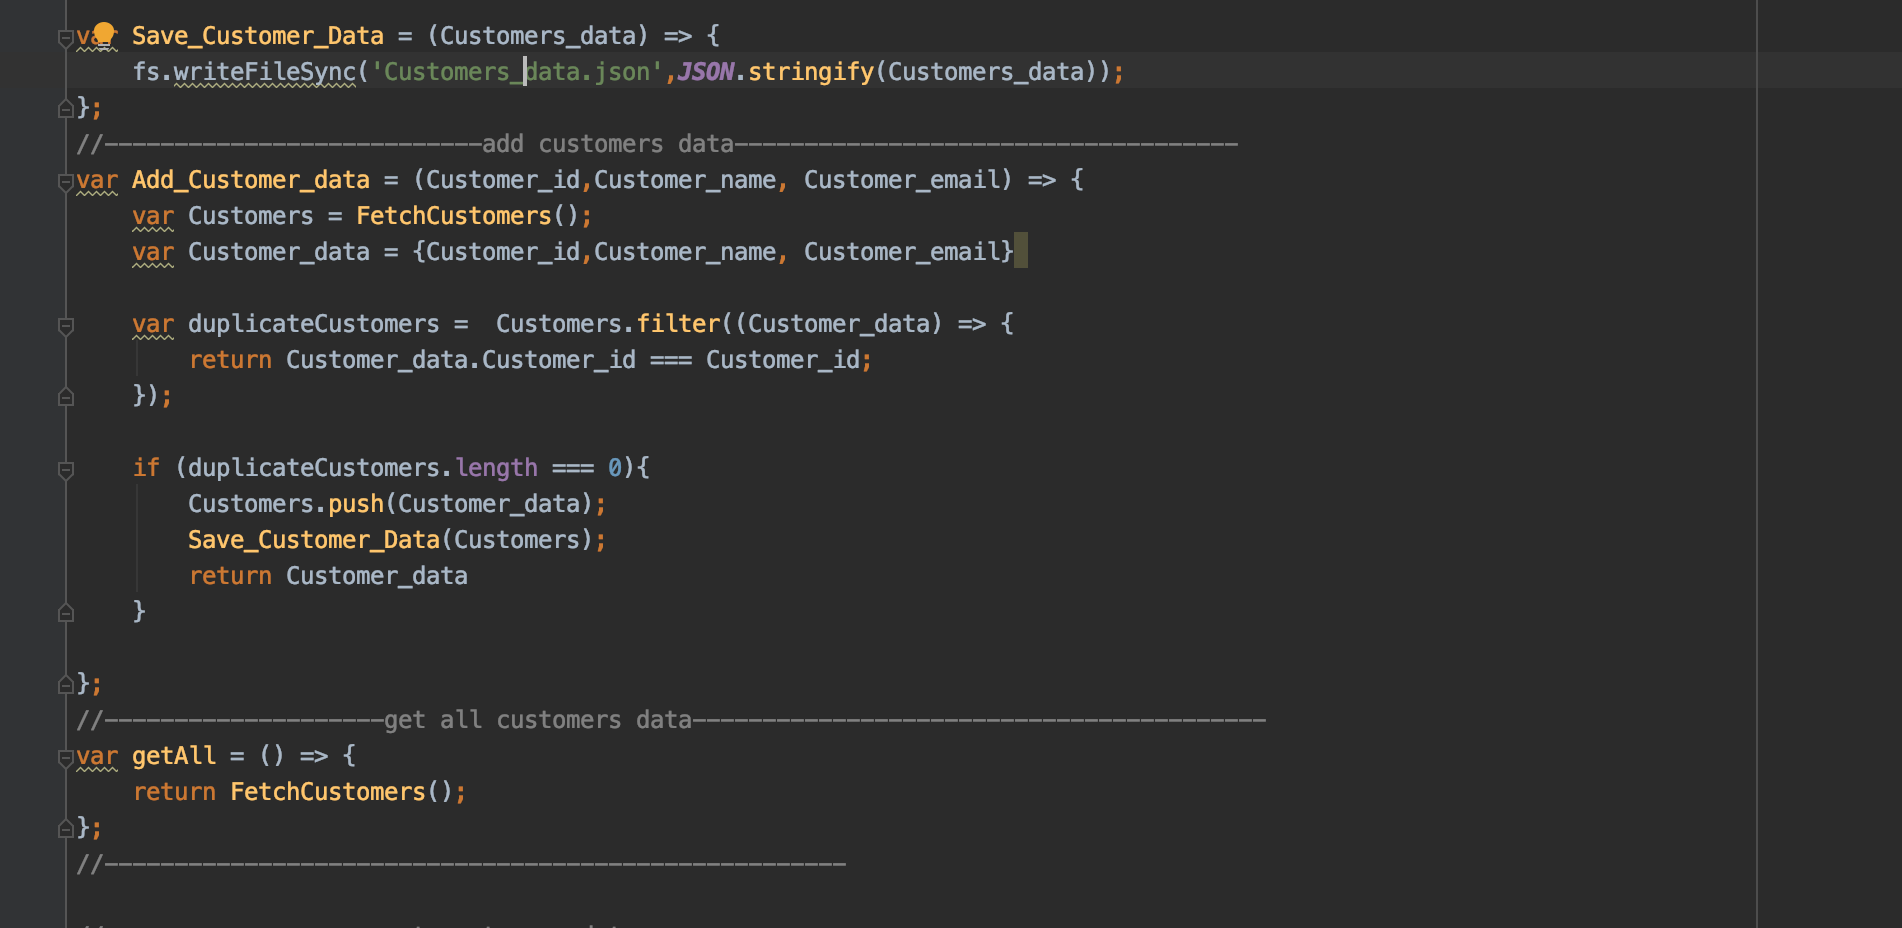 var Save_Customer_Data = (Customers_data) => {
fs.writeFileSync('Customers_data.json',JSON.stringify(Customers_data));
};
//---------------------------add customers data------------------------------------
var Add_Customer_data = (Customer_id,Customer_name, Customer_email) => {
var Customers = FetchCustomers();
var Customer_data = {Customer_id,Customer_name, Customer_email}
var duplicateCustomers =  Customers.filter((Customer_data) => {
return Customer_data.Customer_id === Customer_id;
});
if (duplicateCustomers.length === 0){
Customers.push(Customer_data);
Save_Customer_Data(Customers);
return Customer_data
}
};
//--------------------get all customers data-----------------------------------------
var getAll = () => {
return FetchCustomers();
};
//-----------------------------------------------------